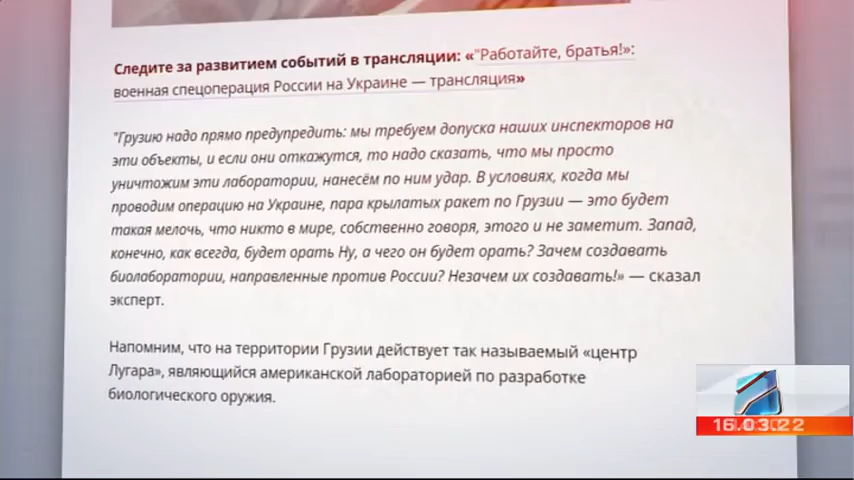 Следите за развитием событий в трансляции: «"Работайте, братья!»:
военная спецоперация России на Украине — трансляция»
"Грузию надо прямо предупредить: мы требуем допуска наших инспекторов на
эти объекты, и если они откажутся, то надо сказать, что мы просто
уничтожим эти лаборатории, нанесём по ним удар. В условиях, когда мы
проводим операцию на Украине, пара крылатых ракет по Грузии — это будет
такая мелочь, что никто в мире, собственно говоря, этого и не заметит. Запад,
конечно, как всегда, будет орать Ну, а чего он будет орать? Зачем создавать
биолаборатории, направленные против России? Незачем их создавать!» — сказал
эксперт.
Напомним, что на территории Грузии действует так называемый «центр
Лугара», являющийся американской лабораторией по разработке
биологического оружия.
16.03.22